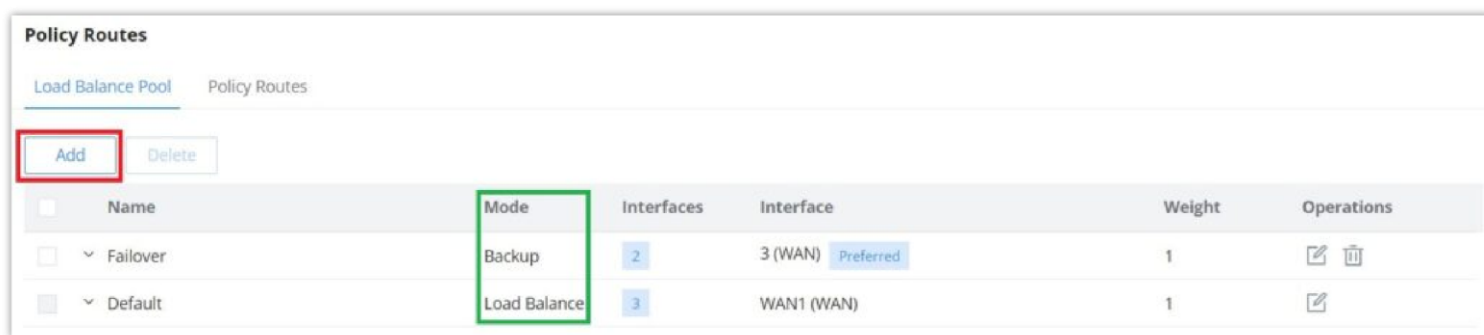 Policy Routes
Load Balance Pool Policy Routes
Add Delete
Name Mode Interfaces Interface Weight Operations
Failover Backup 2 3 (WAN) Preferred 1
Default Load Balance 3 WAN1 (WAN) 1